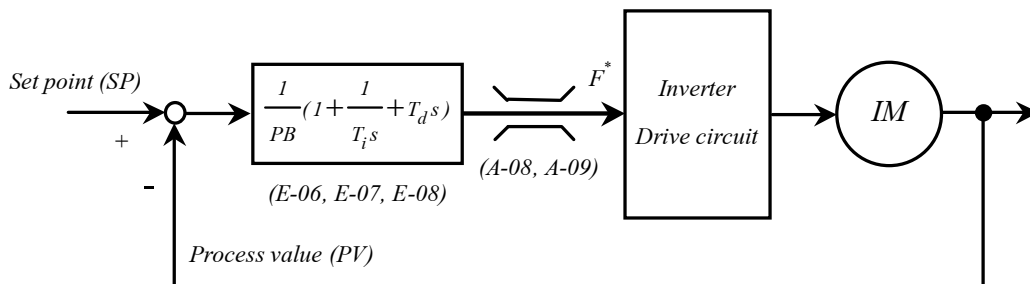 Set point (SP)
+
-
1
PB
(1+
1
T_i s
+T_d s)
(E-06, E-07, E-08)
F*
(A-08, A-09)
Inverter
Drive circuit
IM
Process value (PV)